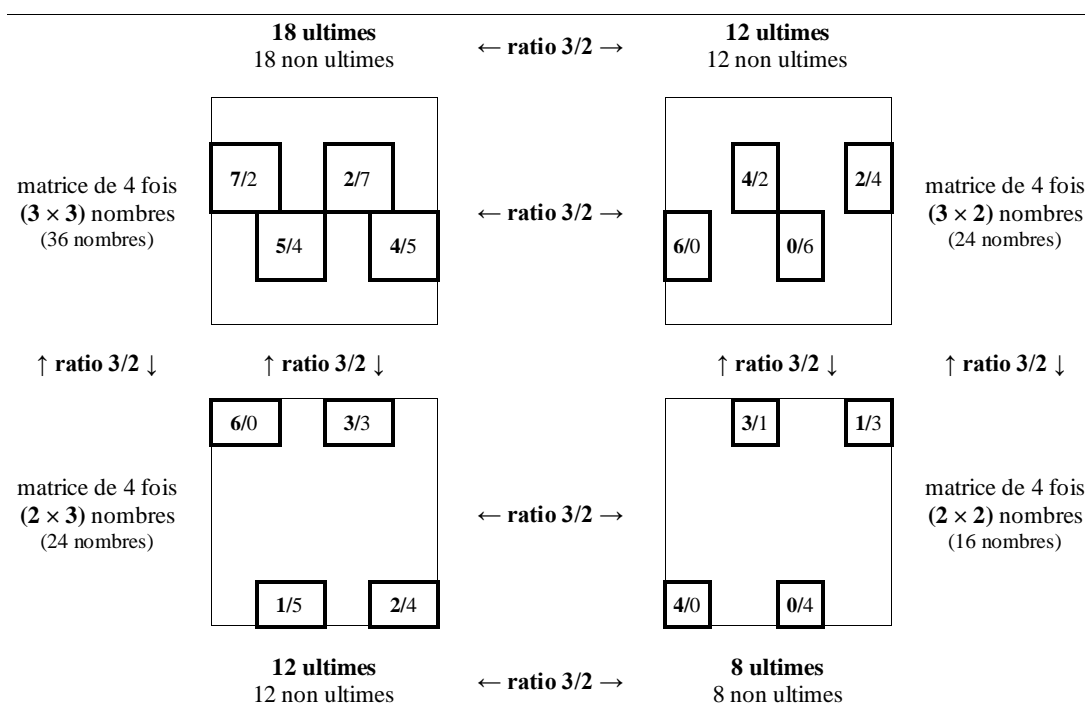 18 ultimes
18 non ultimes
← ratio 3/2 →
12 ultimes
12 non ultimes
matrice de 4 fois
(3 × 3) nombres
(36 nombres)
7/2
2/7
5/4
4/5
← ratio 3/2 →
4/2
2/4
6/0
0/6
matrice de 4 fois
(3 × 2) nombres
(24 nombres)
↑ ratio 3/2 ↓
↑ ratio 3/2 ↓
↑ ratio 3/2 ↓
↑ ratio 3/2 ↓
matrice de 4 fois
(2 × 3) nombres
(24 nombres)
6/0
3/3
1/5
2/4
← ratio 3/2 →
3/1
1/3
4/0
0/4
matrice de 4 fois
(2 × 2) nombres
(16 nombres)
12 ultimes
12 non ultimes
← ratio 3/2 →
8 ultimes
8 non ultimes